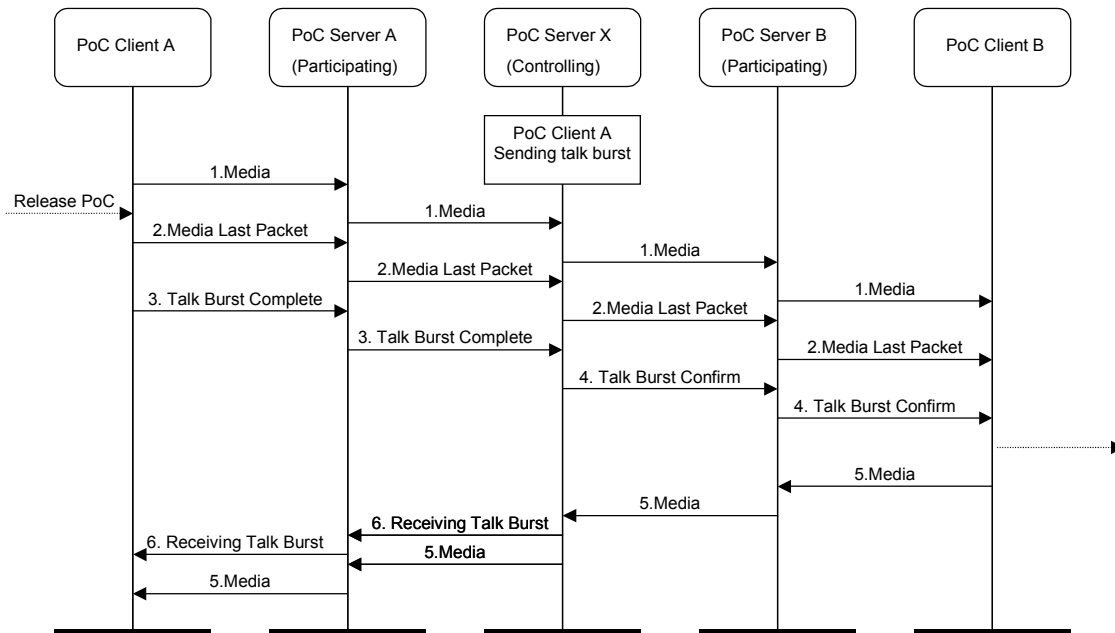 PoC Client A
PoC Server A
(Participating)
PoC Server X
(Controlling)
PoC Server B
(Participating)
PoC Client B
PoC Client A
Sending talk burst
1.Media
Release PoC
1.Media
2.Media Last Packet
1.Media
2.Media Last Packet
1.Media
3. Talk Burst Complete
2.Media Last Packet
3. Talk Burst Complete
2.Media Last Packet
4. Talk Burst Confirm
4. Talk Burst Confirm
5.Media
5.Media
6. Receiving Talk Burst
6. Receiving Talk Burst
5.Media
5.Media